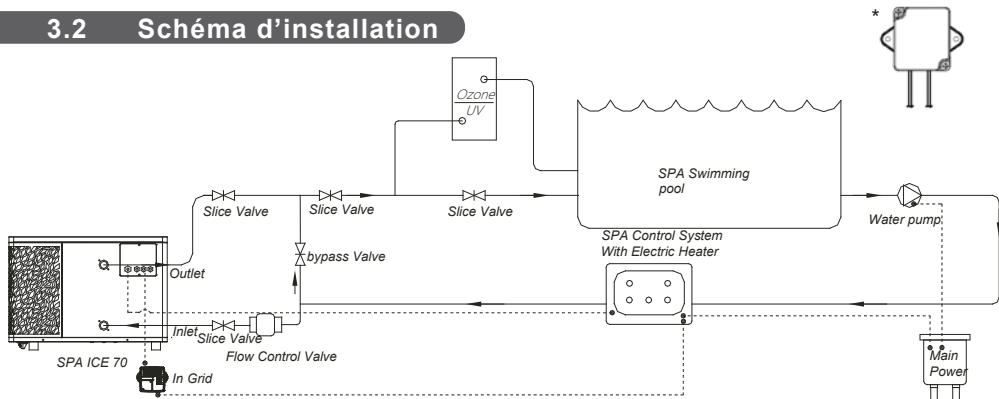 3.2 Schéma d’installation
*
Ozone
UV
SPA Swimming
pool
Slice Valve
Slice Valve
Slice Valve
Water pump
SPA Control System
With Electric Heater
bypass Valve
Outlet
Inlet
Slice Valve
Flow Control Valve
SPA ICE 70
In Grid
Main
Power